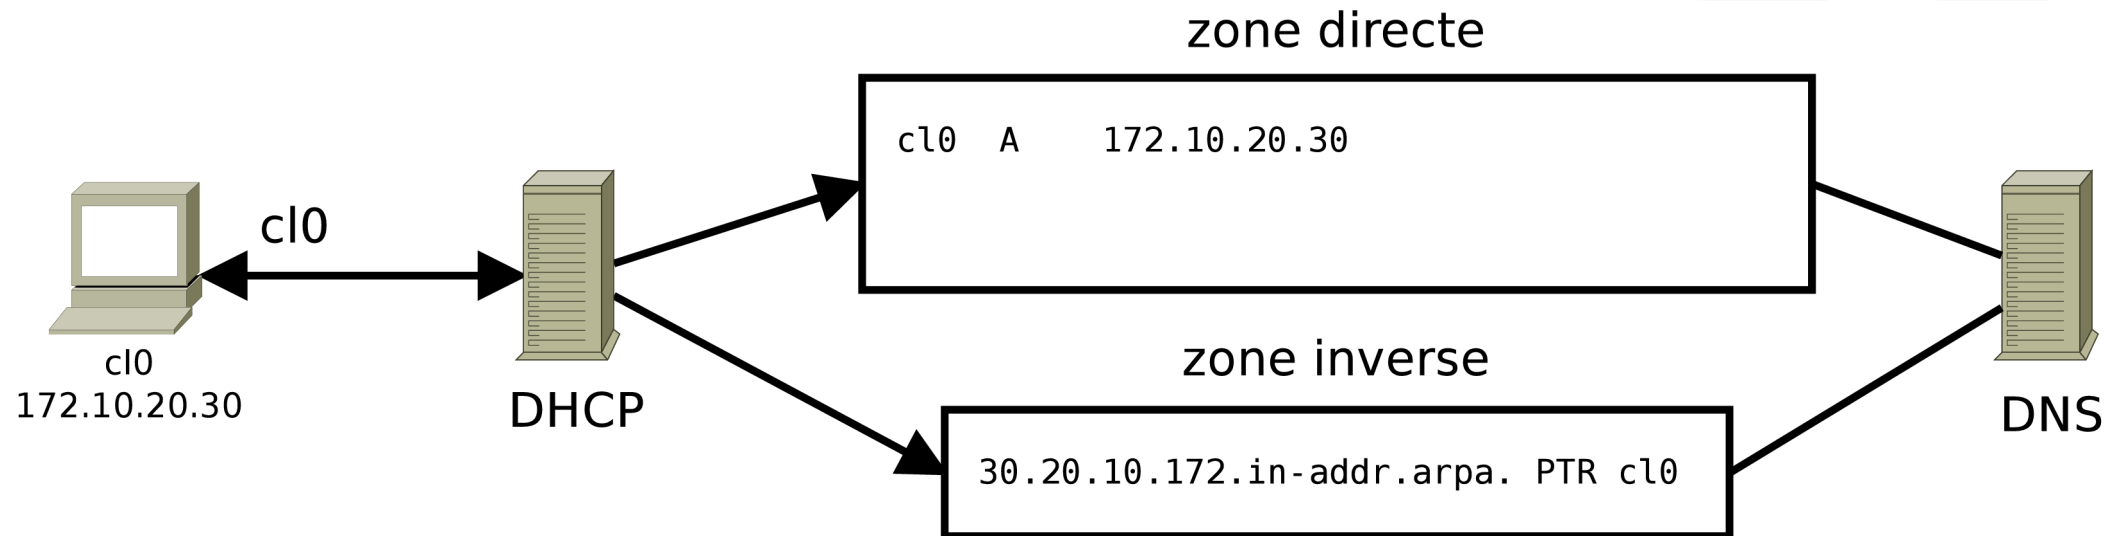 zone directe
cl0 A 172.10.20.30
cl0
cl0
172.10.20.30
DHCP
zone inverse
30.20.10.172.in-addr.arpa. PTR cl0
DNS